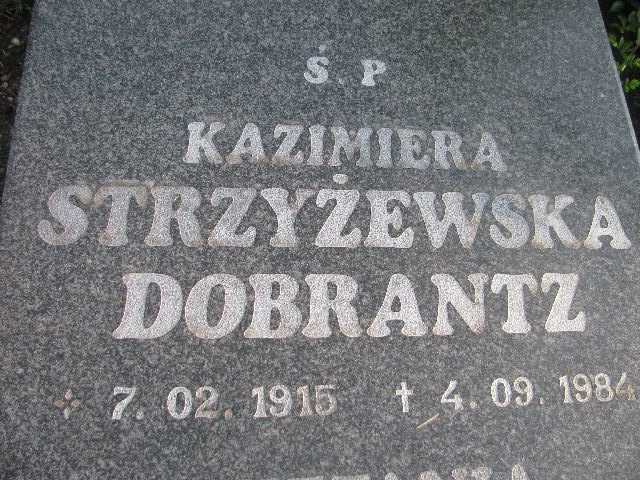 Ś. P
KAZIMIERA
STRZYŻEWSKA
DOBRANTZ
7. 02. 1915 † 4. 09. 1984